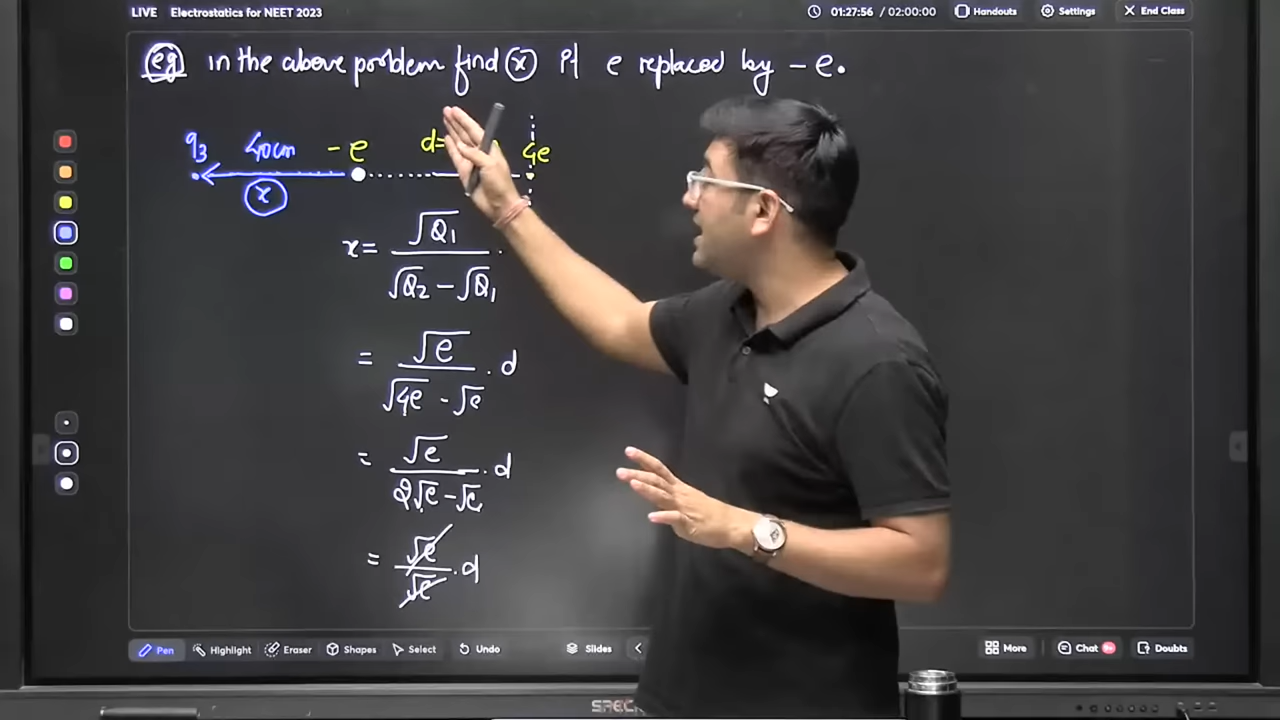 LIVE Electrostatics for NEET 2023 01:27:56 / 02:00:00 Handouts Settings End Class
eg in the above problem find x if e replaced by - e.
q3 40cm - e d= 4e
x
x= √Q1 / √Q2 - √Q1 .
= √e / √4e - √e . d
= √e / 2√e - √e . d
= √e / √e . d
Pen Highlight Eraser Shapes Select Undo Slides More Chat 9+ Doubts